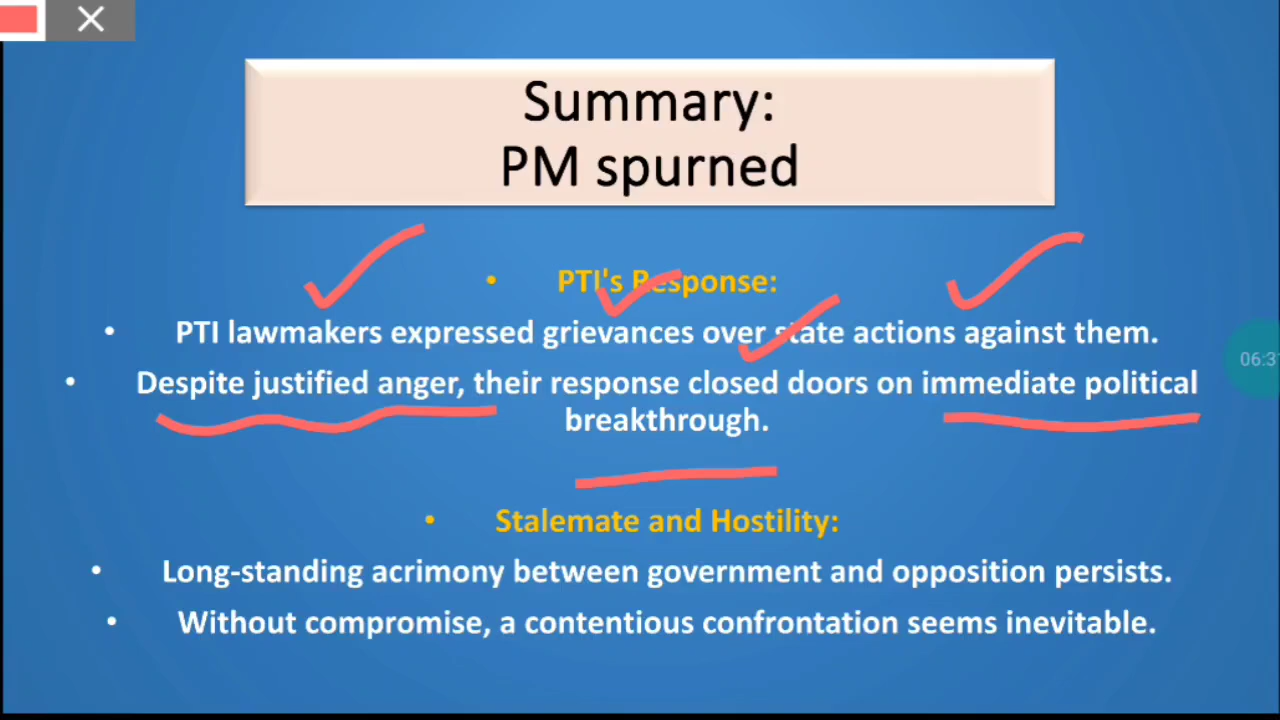 Summary:
PM spurned
• PTI's Response:
• PTI lawmakers expressed grievances over state actions against them.
• Despite justified anger, their response closed doors on immediate political
breakthrough.
• Stalemate and Hostility:
• Long-standing acrimony between government and opposition persists.
• Without compromise, a contentious confrontation seems inevitable.